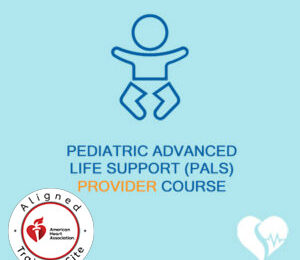 PEDIATRIC ADVANCED
LIFE SUPPORT (PALS)
PROVIDER COURSE
Aligned
American
Heart
Association